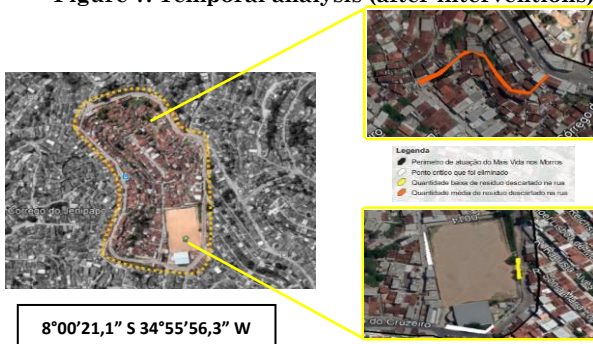 Figure 7. Temporal analysis (after interventions)
Córrego do Jenipapo
Legenda
Perímetro de atuação do Mais Vida nos Morros
Ponto crítico que foi eliminado
Quantidade baixa de resíduo descartado na rua
Quantidade média de resíduo descartado na rua
do Cruzeiro
8°00’21,1” S 34°55’56,3” W